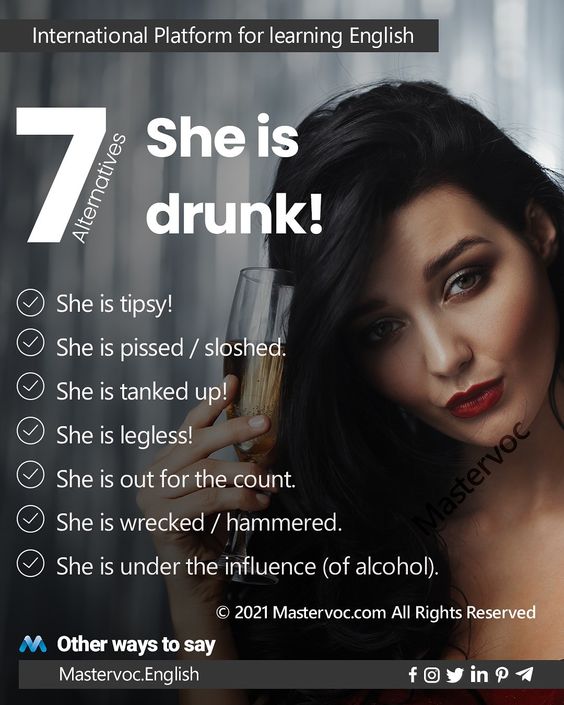 International Platform for learning English
7
Alternatives
She is
drunk!
She is tipsy!
She is pissed / sloshed.
She is tanked up!
She is legless!
She is out for the count.
She is wrecked / hammered.
She is under the influence (of alcohol).
Mastervoc
© 2021 Mastervoc.com All Rights Reserved
Other ways to say
Mastervoc.English